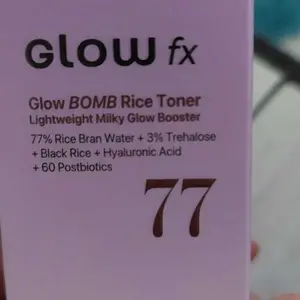 GLOW fx
Glow BOMB Rice Toner
Lightweight Milky Glow Booster
77% Rice Bran Water + 3% Trehalose
+ Black Rice + Hyaluronic Acid
+ 60 Postbiotics
77